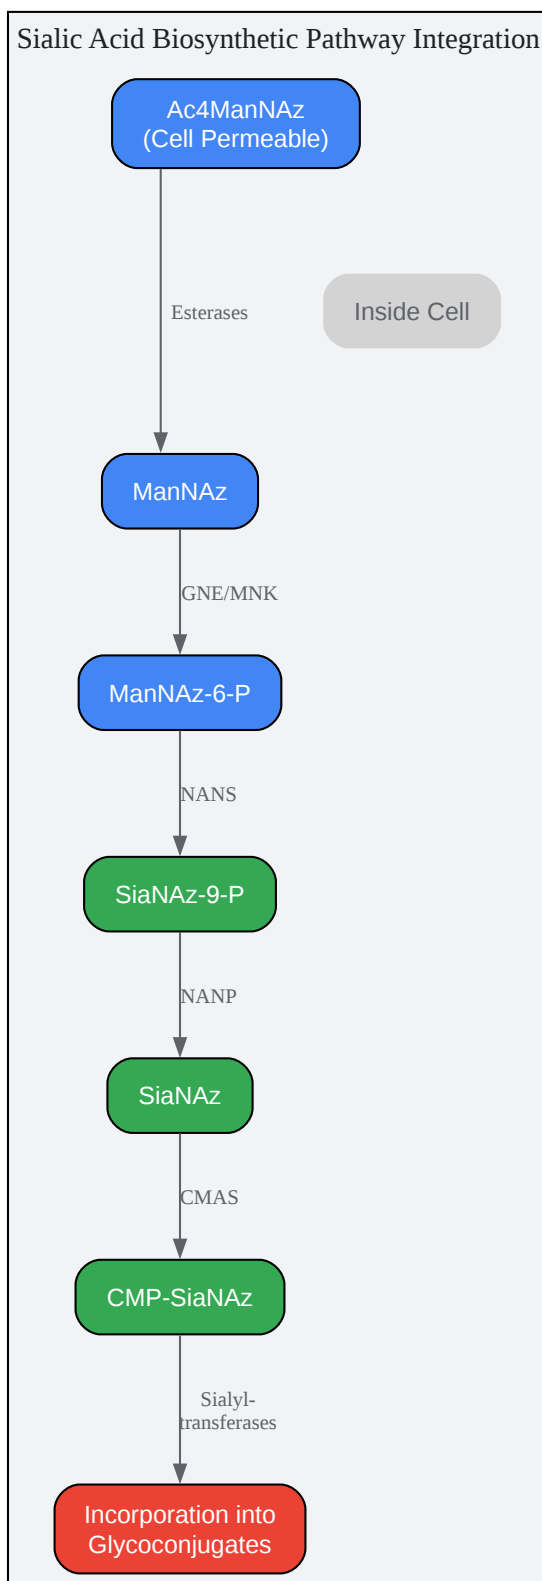 Sialic Acid Biosynthetic Pathway Integration
Ac4ManNAz
(Cell Permeable)
Esterases
Inside Cell
ManNAz
GNE/MNK
ManNAz-6-P
NANS
SiaNAz-9-P
NANP
SiaNAz
CMAS
CMP-SiaNAz
Sialyl-
transferases
Incorporation into
Glycoconjugates